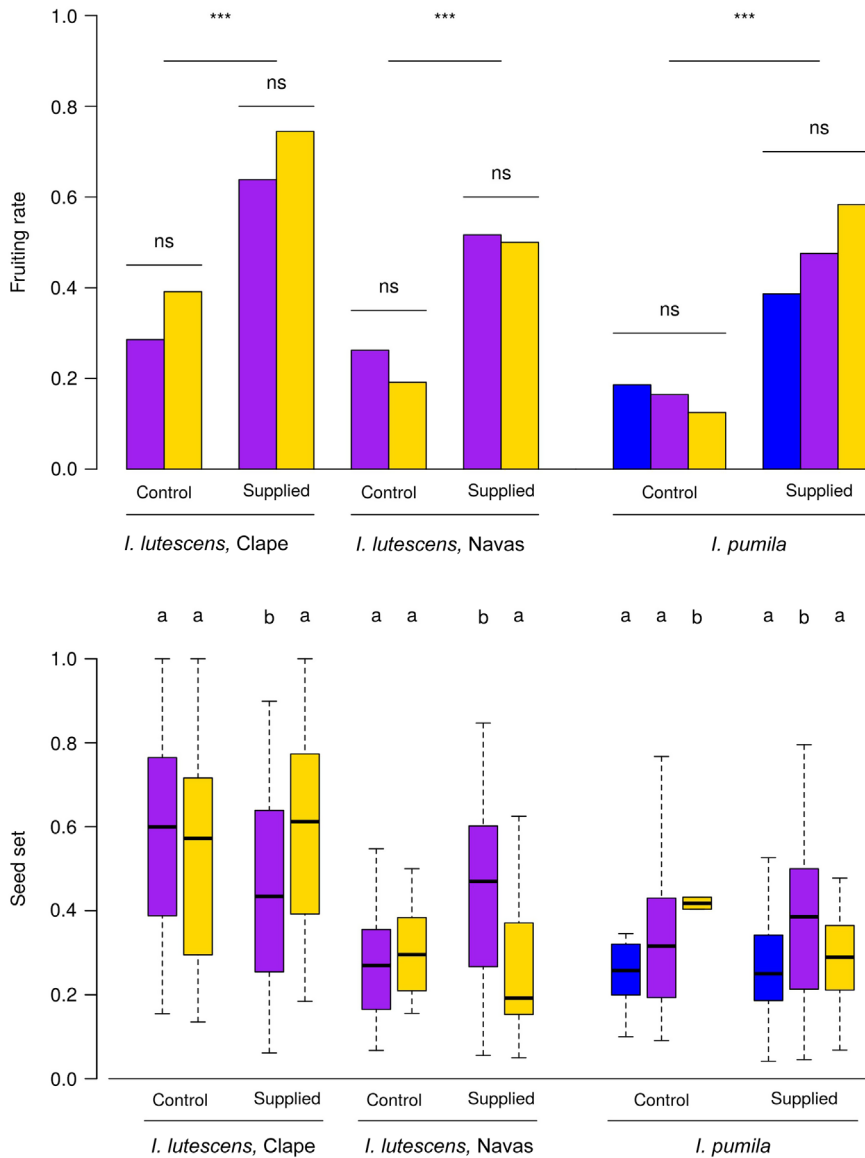 1.0
***
***
***
ns
ns
0.8
ns
ns
0.6
Fruiting rate
ns
0.4
ns
0.2
0.0
Control
Supplied
Control
Supplied
Control
Supplied
I. lutescens, Clape
I. lutescens, Navas
I. pumila
a a b a a a b a a a b a b a
1.0
0.8
0.6
Seed set
0.4
0.2
0.0
Control
Supplied
Control
Supplied
Control
Supplied
I. lutescens, Clape
I. lutescens, Navas
I. pumila